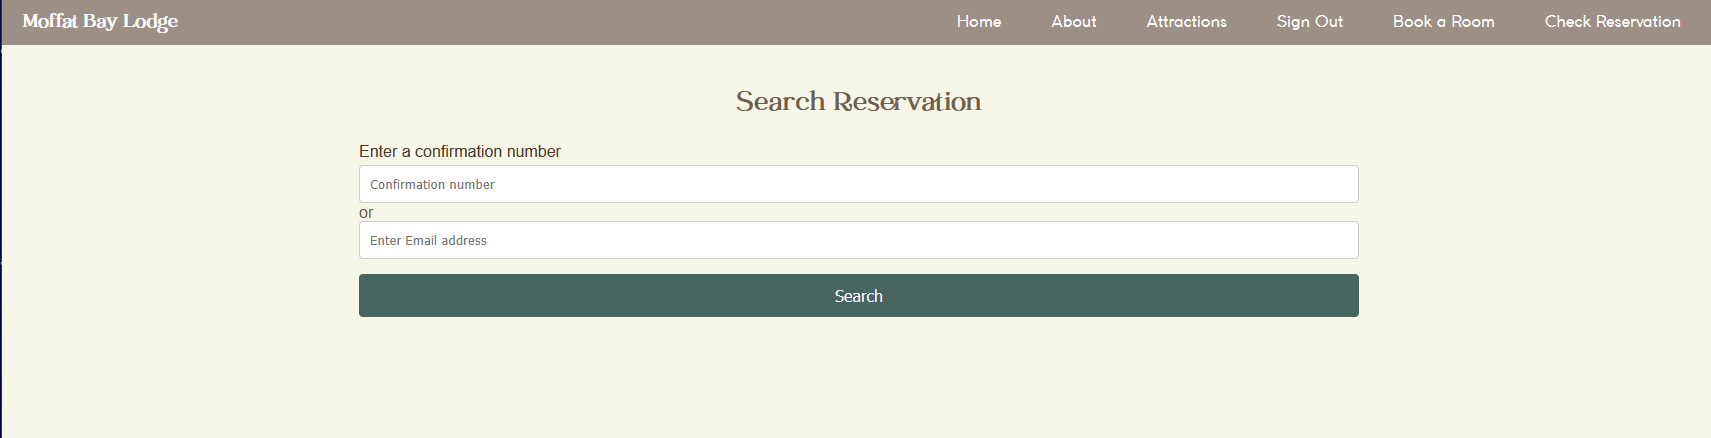 Moffat Bay Lodge Home About Attractions Sign Out Book a Room Check Reservation
Search Reservation
Enter a confirmation number
Confirmation number
or
Enter Email address
Search